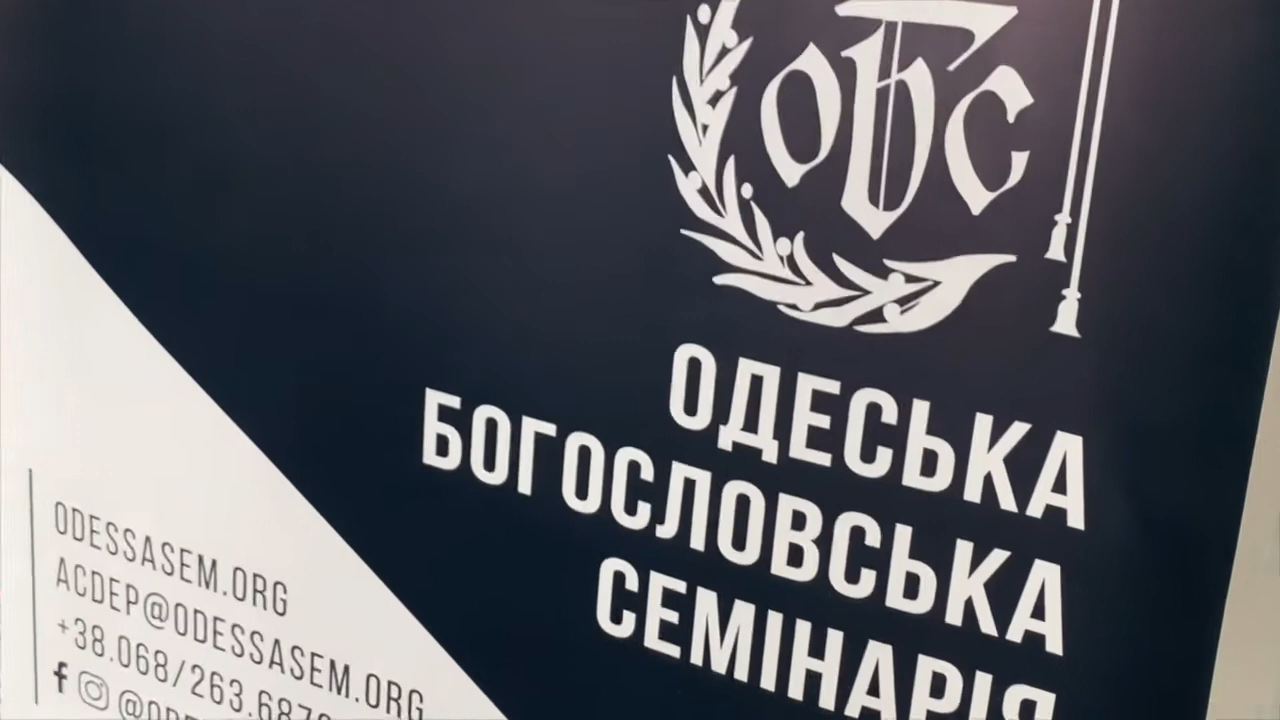 обс
ОДЕСЬКА
БОГОСЛОВСЬКА
СЕМІНАРІЯ
ODESSASEM.ORG
ACDEP@ODESSASEM.ORG